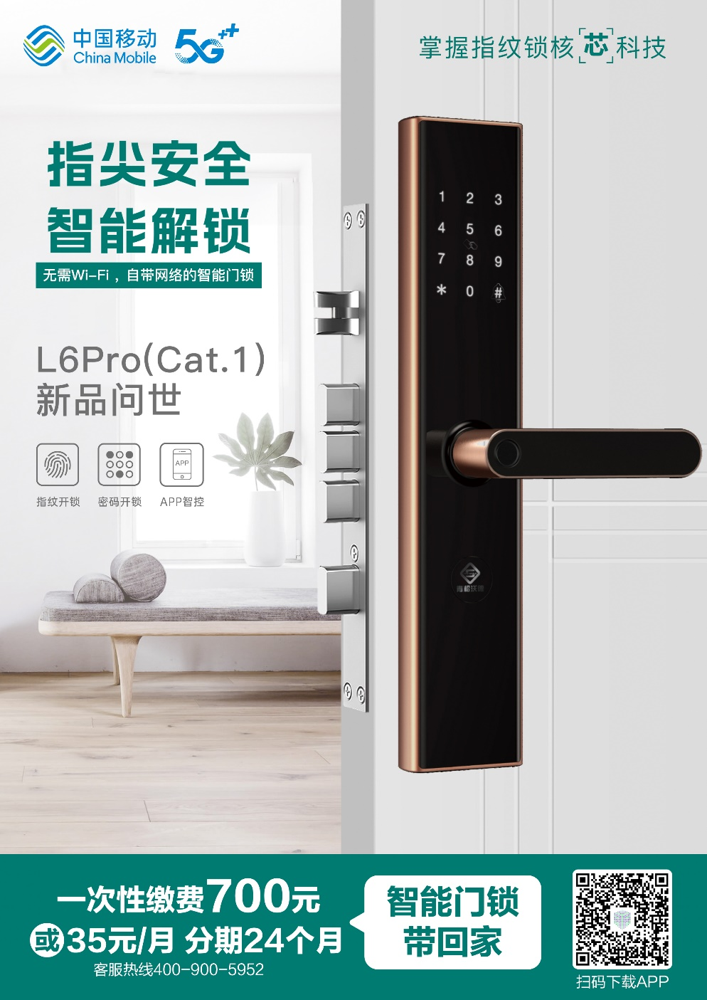 中国移动
China Mobile
5G++
掌握指纹锁核芯科技
指尖安全
智能解锁
无需Wi-Fi，自带网络的智能门锁
L6Pro(Cat.1)
新品问世
APP
指纹开锁 密码开锁 APP智控
1 2 3
4 5 6
7 8 9
* 0 #
一次性缴费700元
或35元/月 分期24个月
客服热线400-900-5952
智能门锁
带回家
扫码下载APP